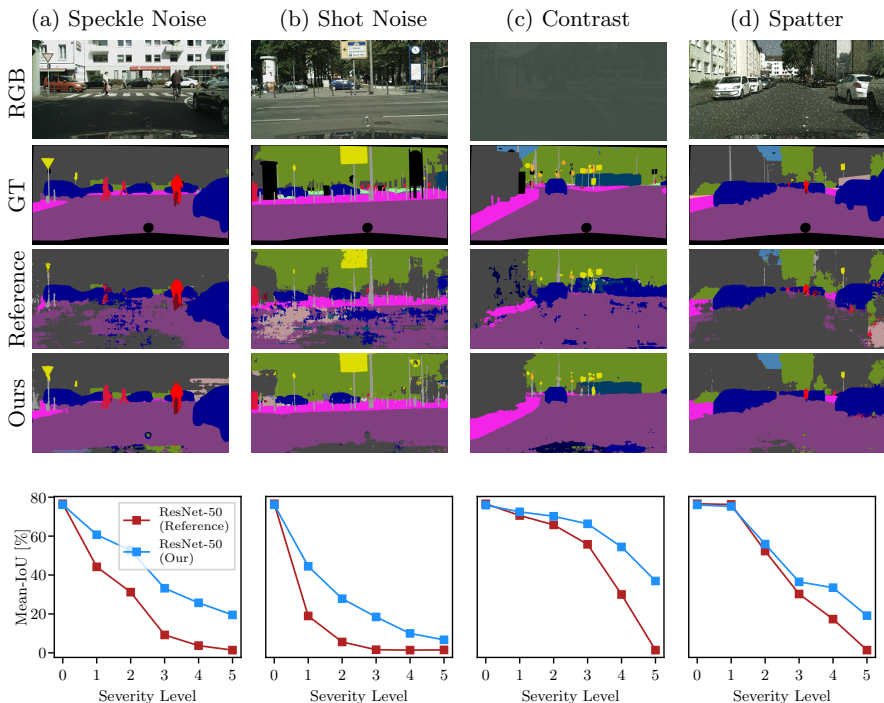 (a) Speckle Noise (b) Shot Noise (c) Contrast (d) Spatter
RGB
GT
Reference
Ours
Mean-IoU [%]
80
60
40
20
0
ResNet-50
(Reference)
ResNet-50
(Our)
0 1 2 3 4 5 0 1 2 3 4 5 0 1 2 3 4 5 0 1 2 3 4 5
Severity Level Severity Level Severity Level Severity Level